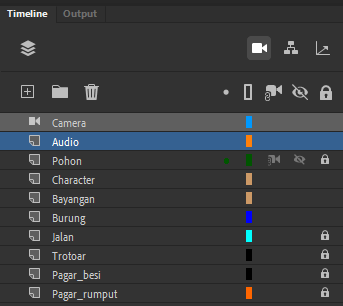 Timeline Output
Camera
Audio
Pohon
Character
Bayangan
Burung
Jalan
Trotoar
Pagar_besi
Pagar_rumput